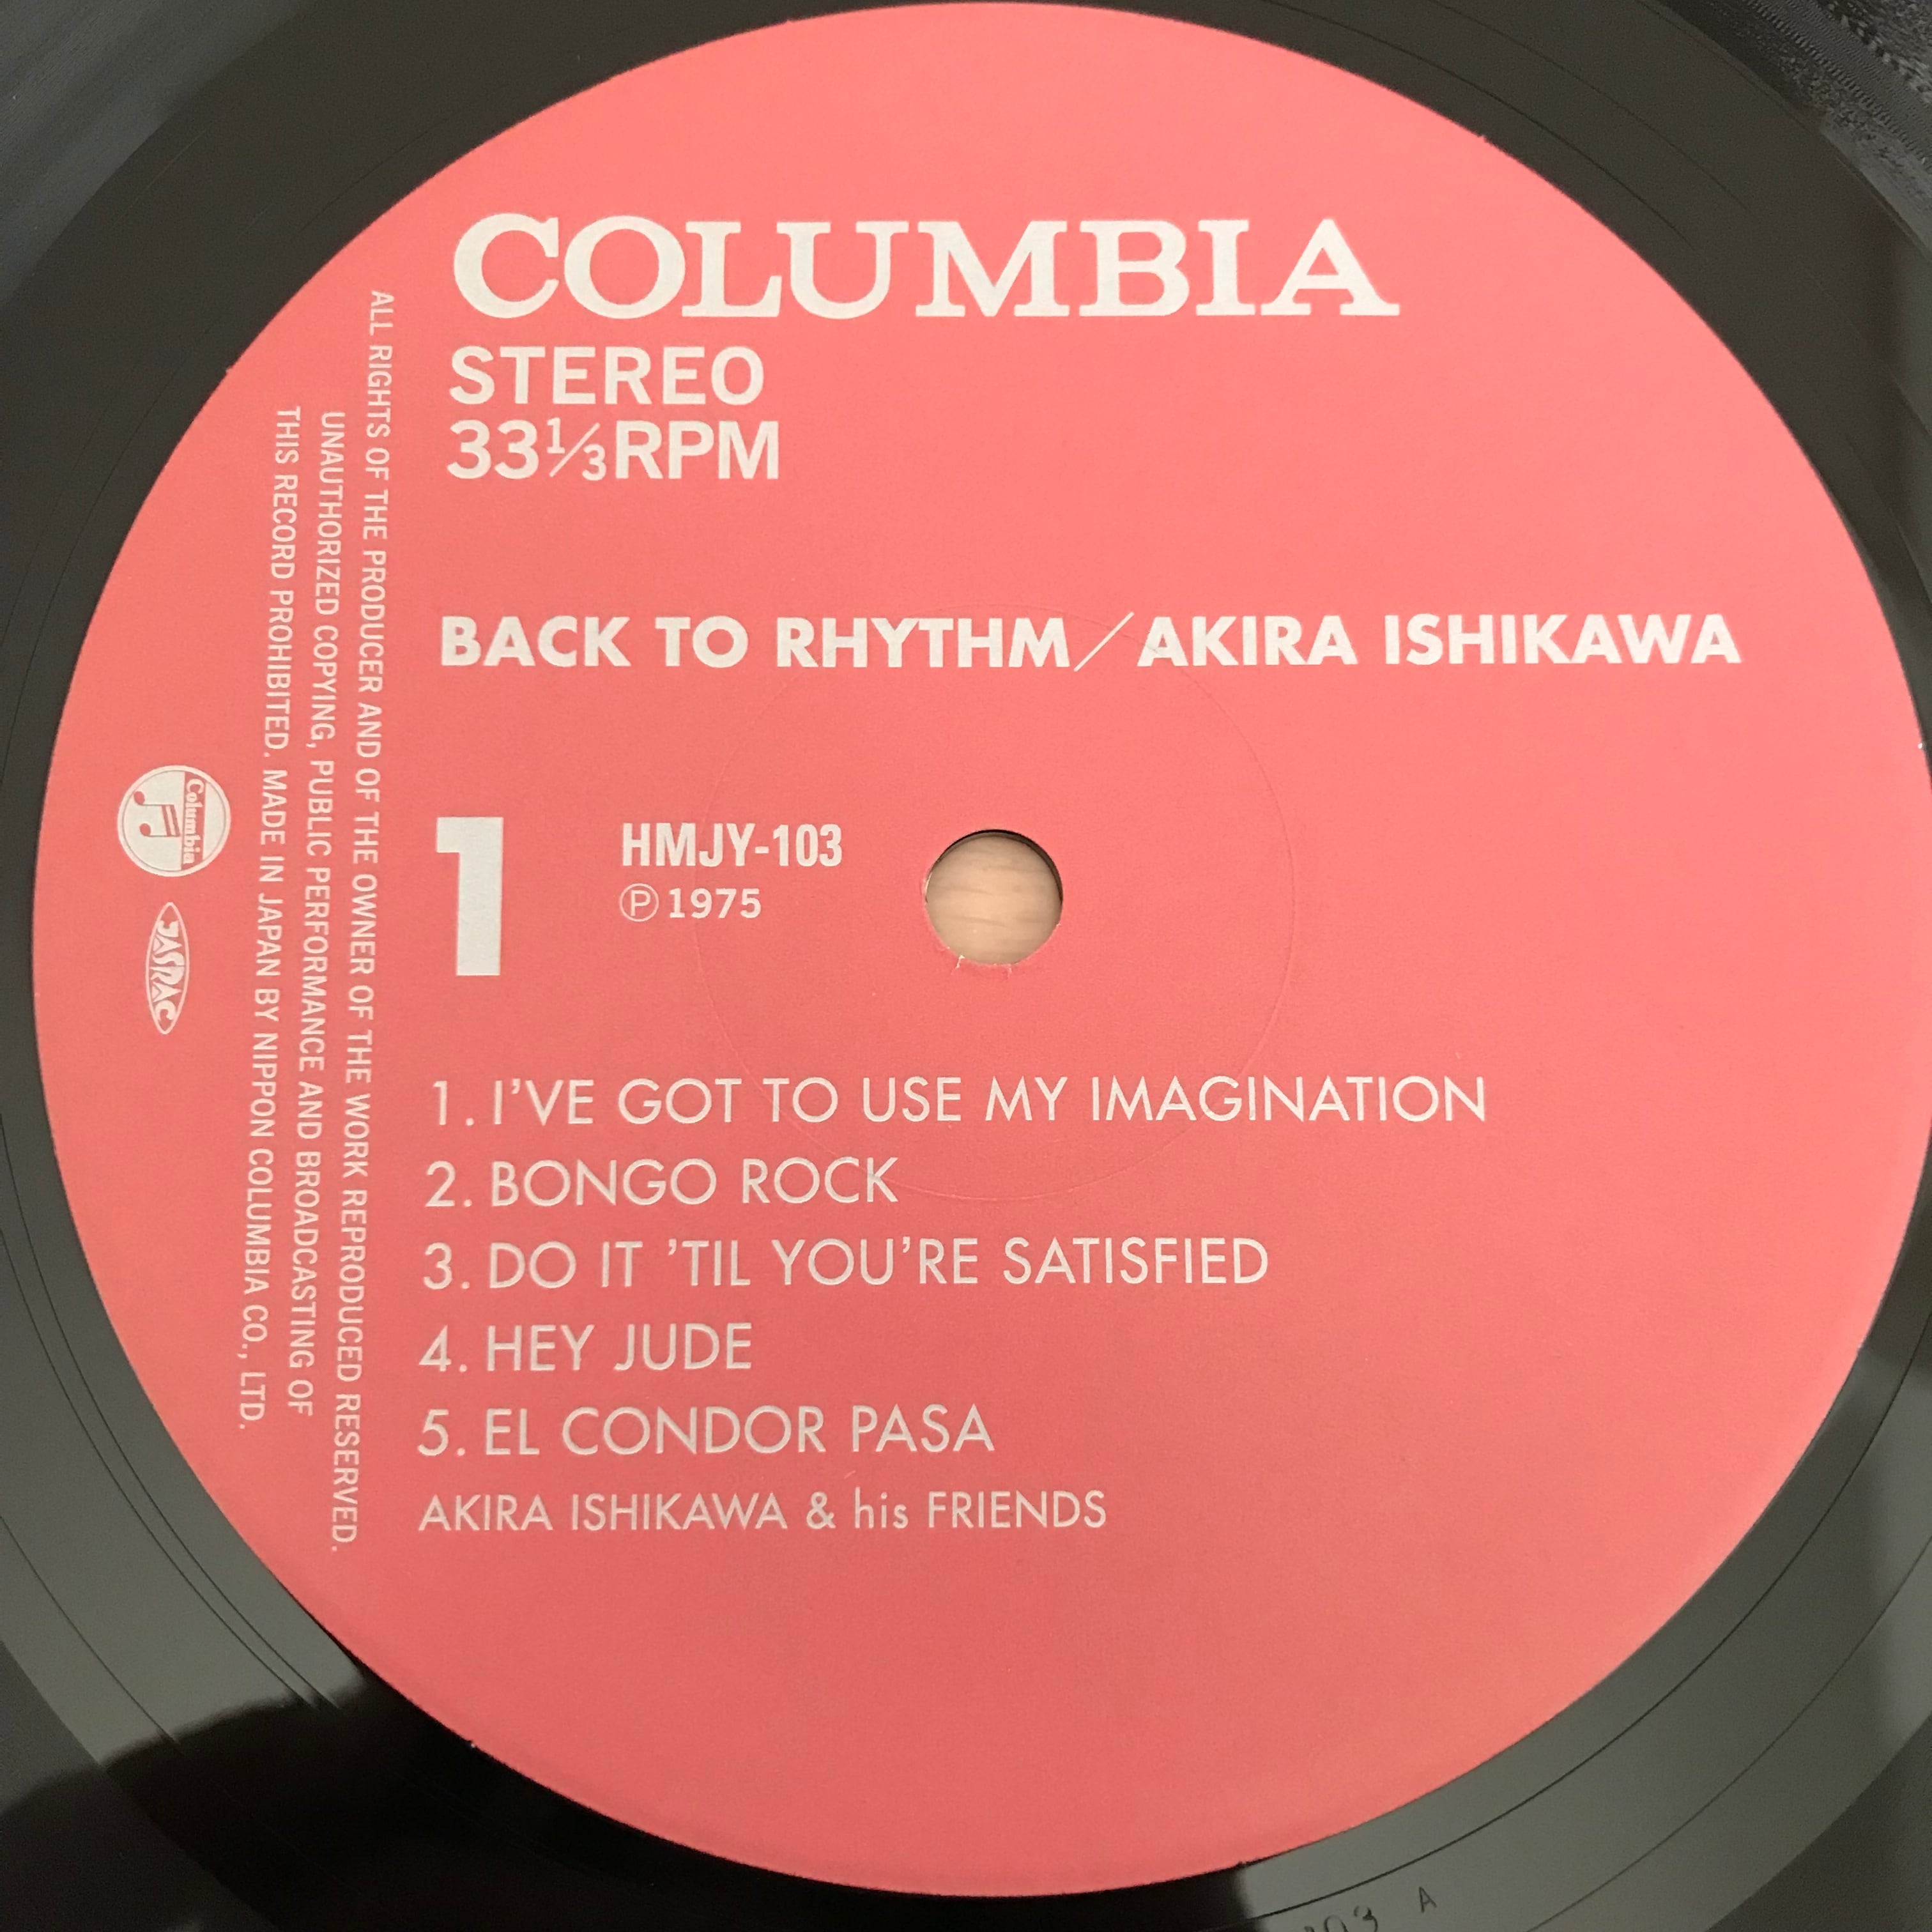 COLUMBIA
STEREO
33⅓RPM
BACK TO RHYTHM／AKIRA ISHIKAWA
1
HMJY-103
Ⓟ1975
1. I’VE GOT TO USE MY IMAGINATION
2. BONGO ROCK
3. DO IT ’TIL YOU’RE SATISFIED
4. HEY JUDE
5. EL CONDOR PASA
AKIRA ISHIKAWA & his FRIENDS
ALL RIGHTS OF THE PRODUCER AND OF THE OWNER OF THE WORK REPRODUCED RESERVED.
UNAUTHORIZED COPYING, PUBLIC PERFORMANCE AND BROADCASTING OF
THIS RECORD PROHIBITED. MADE IN JAPAN BY NIPPON COLUMBIA CO., LTD.
Columbia
JASRAC
A